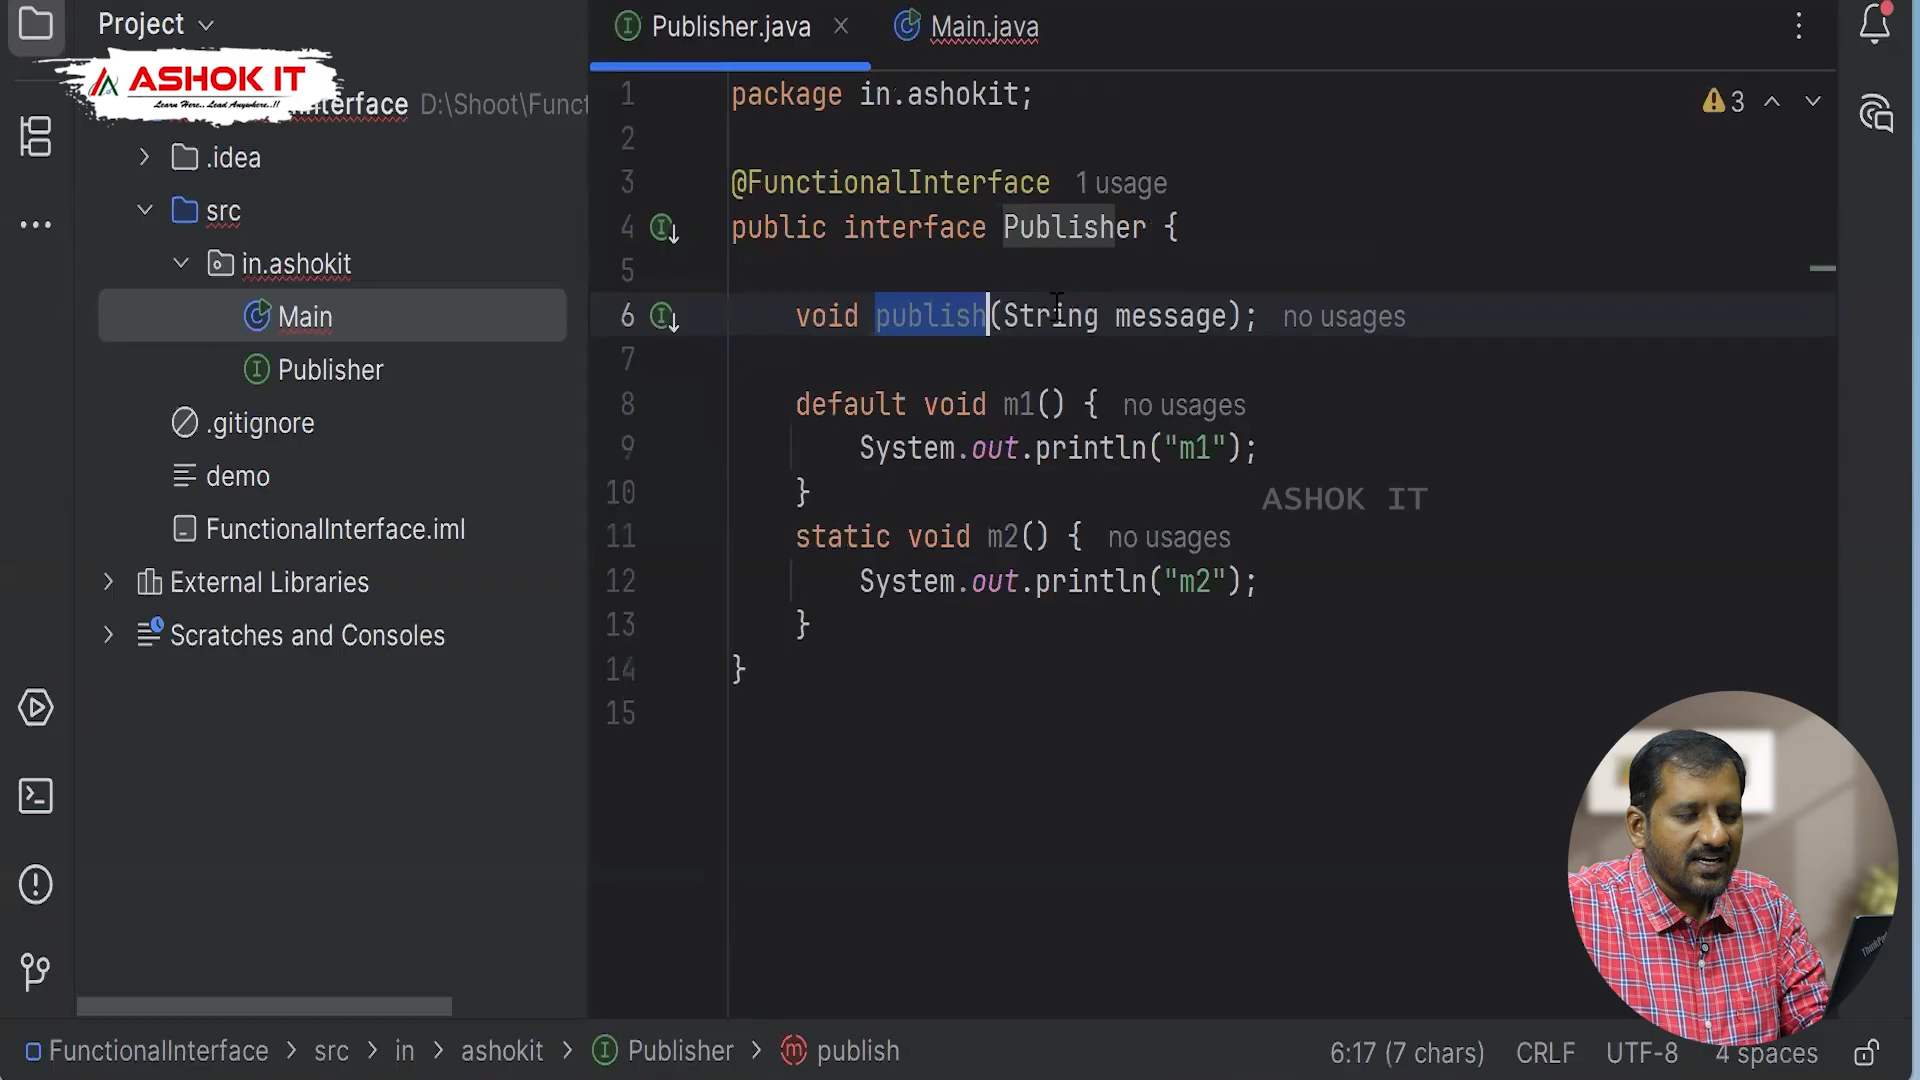 Project
Publisher.java
Main.java
ASHOK IT
Learn Here.. Lead Anywhere..!!
nterface D:\Shoot\Funct
.idea
src
in.ashokit
Main
Publisher
.gitignore
demo
FunctionalInterface.iml
External Libraries
Scratches and Consoles
1 package in.ashokit;
3
2
3 @FunctionalInterface 1 usage
4 public interface Publisher {
5
6 void publish(String message); no usages
7
8 default void m1() { no usages
9 System.out.println("m1");
10 }
ASHOK IT
11 static void m2() { no usages
12 System.out.println("m2");
13 }
14 }
15
ThinkPad
FunctionalInterface > src > in > ashokit > Publisher > publish
6:17 (7 chars) CRLF UTF-8 4 spaces